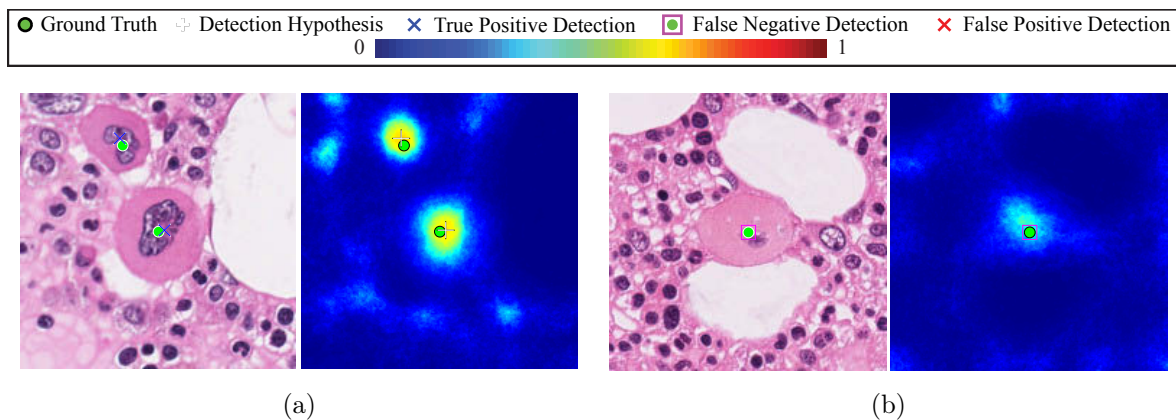 Ground Truth Detection Hypothesis True Positive Detection False Negative Detection False Positive Detection
0 1
(a) (b)